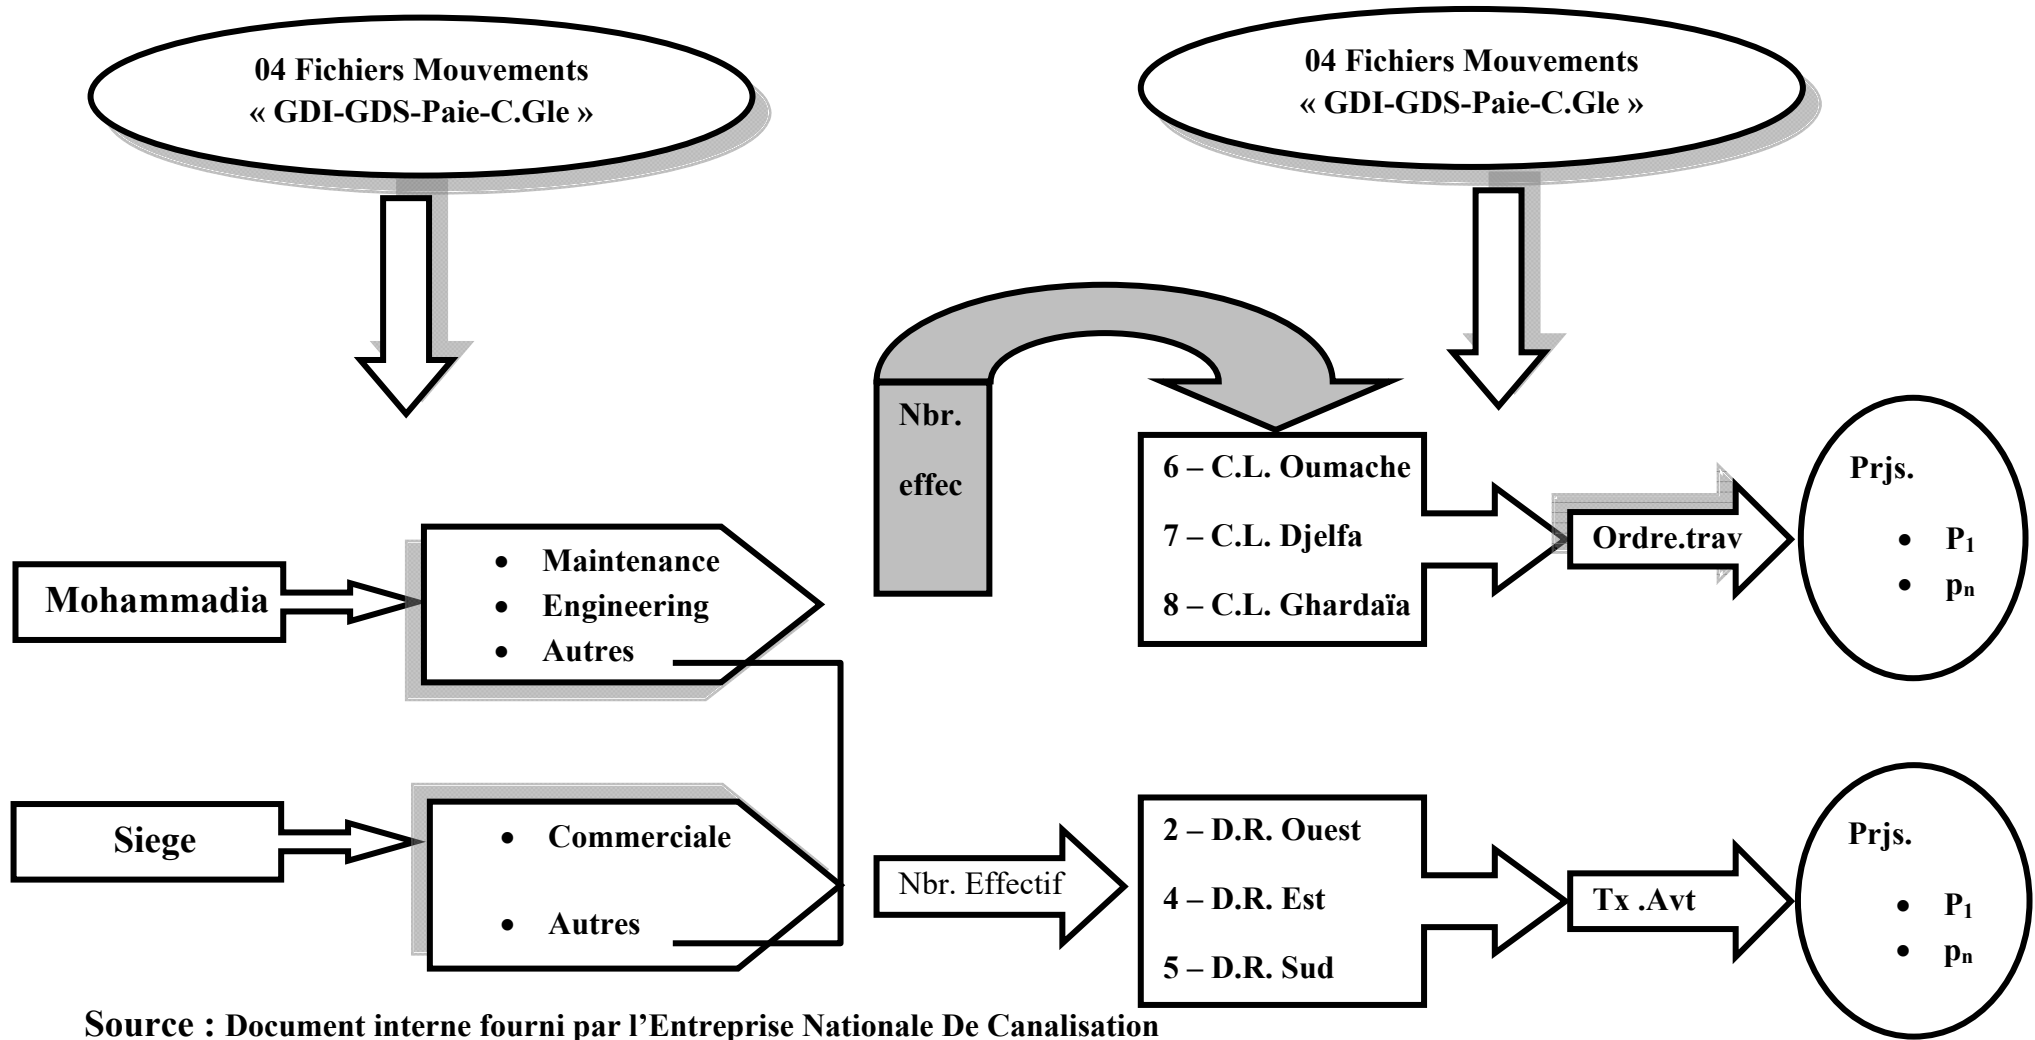 04 Fichiers Mouvements
« GDI-GDS-Paie-C.Gle »
04 Fichiers Mouvements
« GDI-GDS-Paie-C.Gle »
Nbr.
effec
6 – C.L. Oumache
7 – C.L. Djelfa
8 – C.L. Ghardaïa
Ordre.trav
Prjs.
• P₁
• pₙ
Mohammadia
• Maintenance
• Engineering
• Autres
Siege
• Commerciale
• Autres
Nbr. Effectif
2 – D.R. Ouest
4 – D.R. Est
5 – D.R. Sud
Tx .Avt
Prjs.
• P₁
• pₙ
Source : Document interne fourni par l’Entreprise Nationale De Canalisation